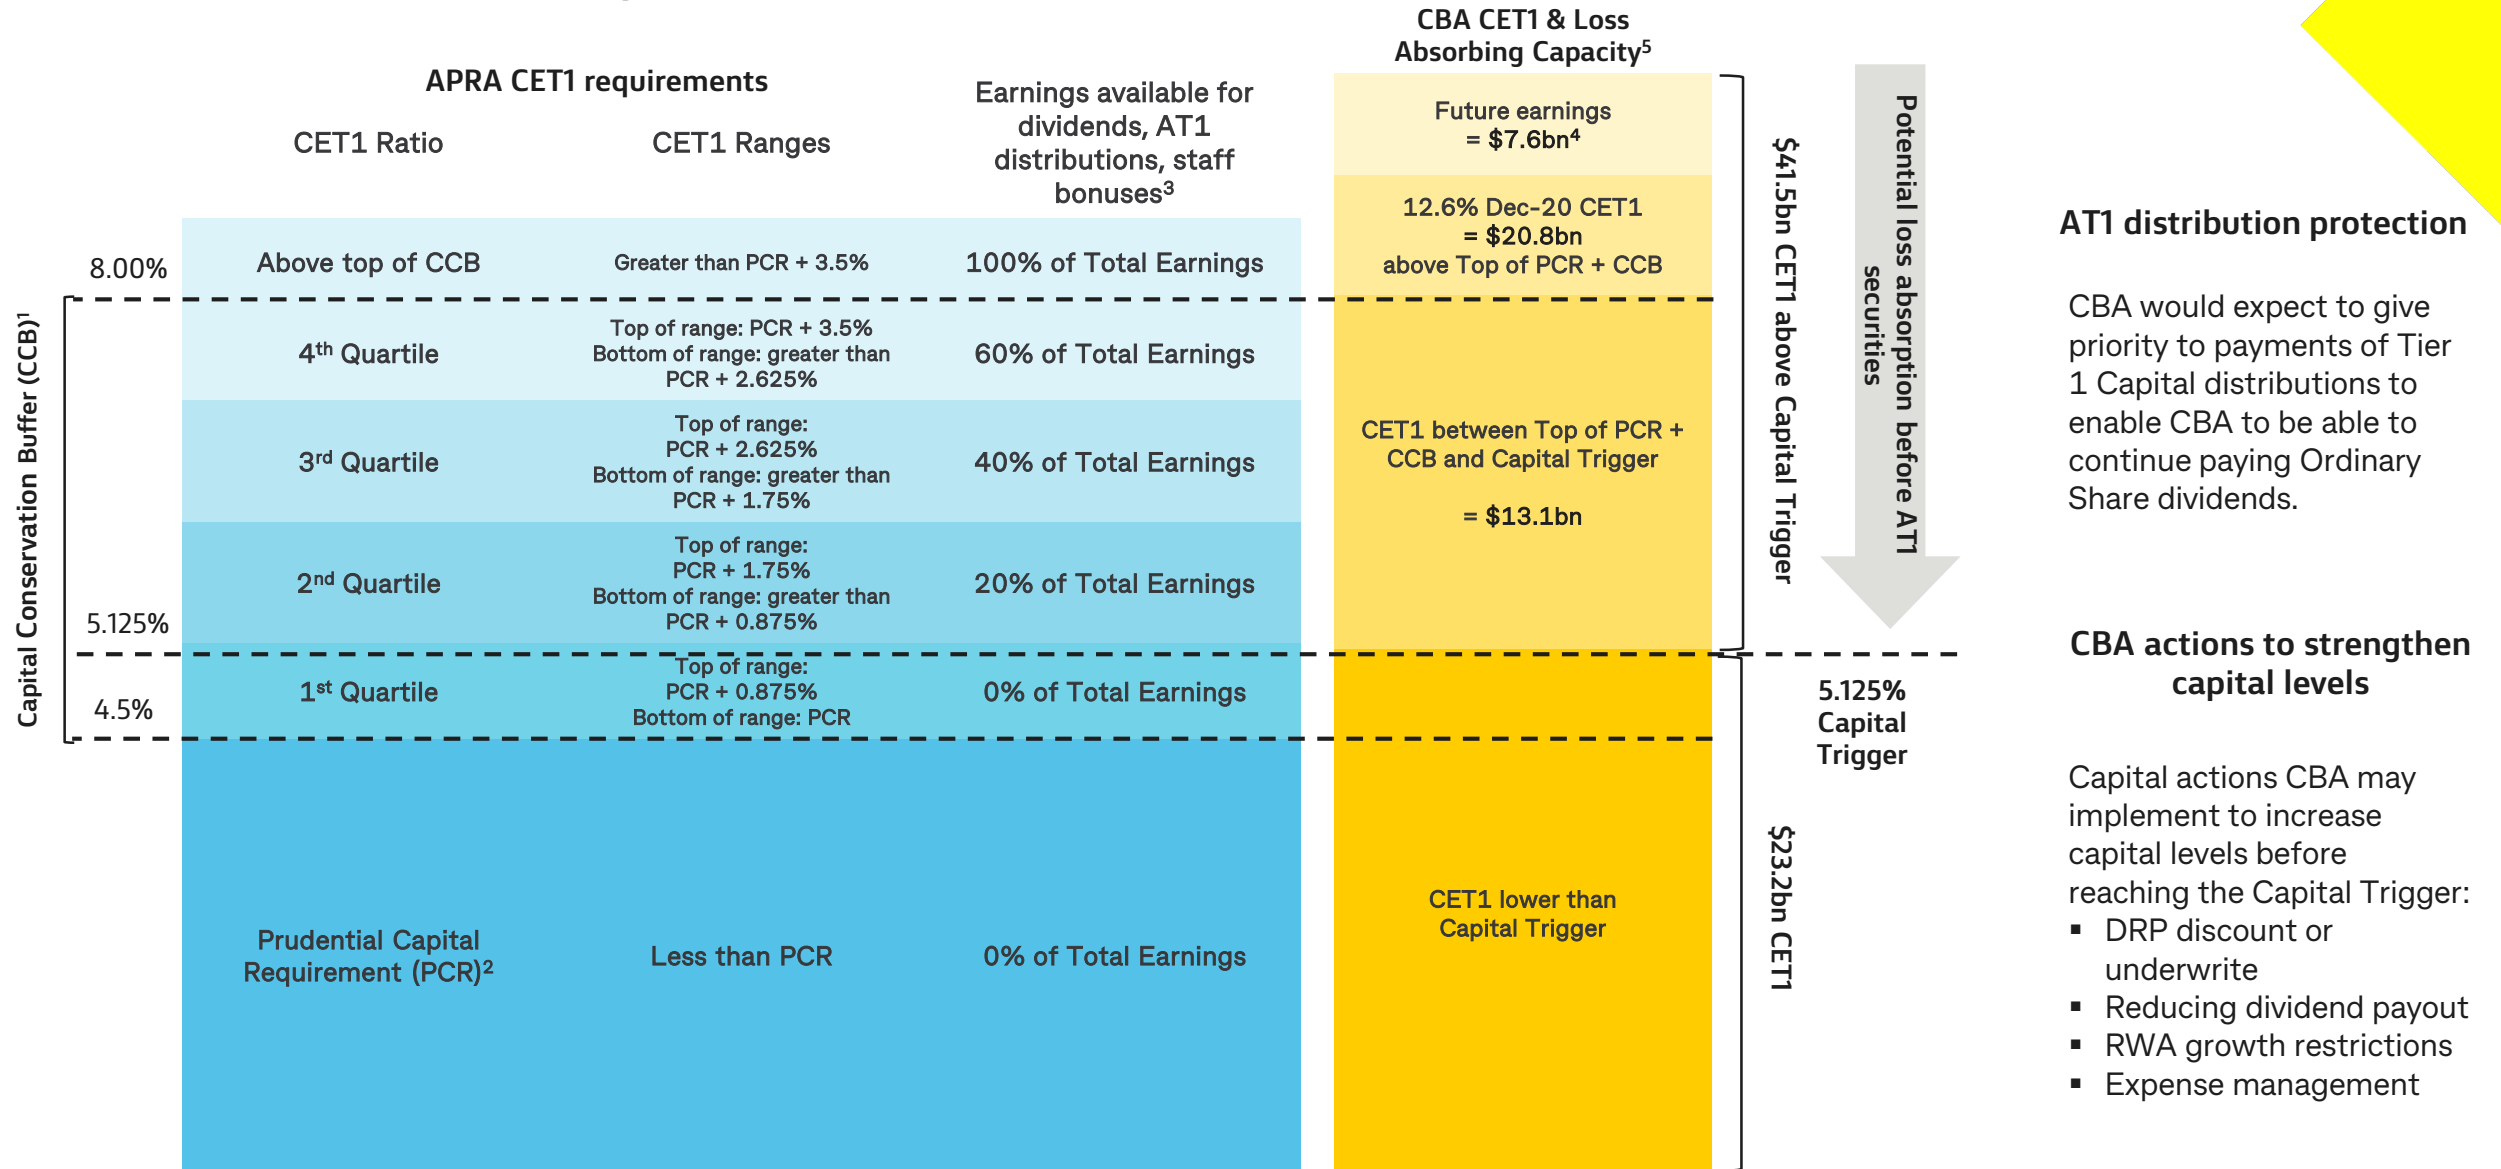 CBA CET1 & Loss
Absorbing Capacity⁵
APRA CET1 requirements
CET1 Ratio
CET1 Ranges
Earnings available for
dividends, AT1
distributions, staff
bonuses³
Capital Conservation Buffer (CCB)¹
8.00%
5.125%
4.5%
Above top of CCB
Greater than PCR + 3.5%
100% of Total Earnings
4th Quartile
Top of range: PCR + 3.5%
Bottom of range: greater than
PCR + 2.625%
60% of Total Earnings
3rd Quartile
Top of range:
PCR + 2.625%
Bottom of range: greater than
PCR + 1.75%
40% of Total Earnings
2nd Quartile
Top of range:
PCR + 1.75%
Bottom of range: greater than
PCR + 0.875%
20% of Total Earnings
1st Quartile
Top of range:
PCR + 0.875%
Bottom of range: PCR
0% of Total Earnings
Prudential Capital
Requirement (PCR)²
Less than PCR
0% of Total Earnings
Future earnings
= $7.6bn⁴
12.6% Dec-20 CET1
= $20.8bn
above Top of PCR + CCB
CET1 between Top of PCR +
CCB and Capital Trigger
= $13.1bn
CET1 lower than
Capital Trigger
$41.5bn CET1 above Capital Trigger
$23.2bn CET1
Potential loss absorption before AT1
securities
5.125%
Capital
Trigger
AT1 distribution protection
CBA would expect to give
priority to payments of Tier
1 Capital distributions to
enable CBA to be able to
continue paying Ordinary
Share dividends.
CBA actions to strengthen
capital levels
Capital actions CBA may
implement to increase
capital levels before
reaching the Capital Trigger:
▪ DRP discount or
underwrite
▪ Reducing dividend payout
▪ RWA growth restrictions
▪ Expense management